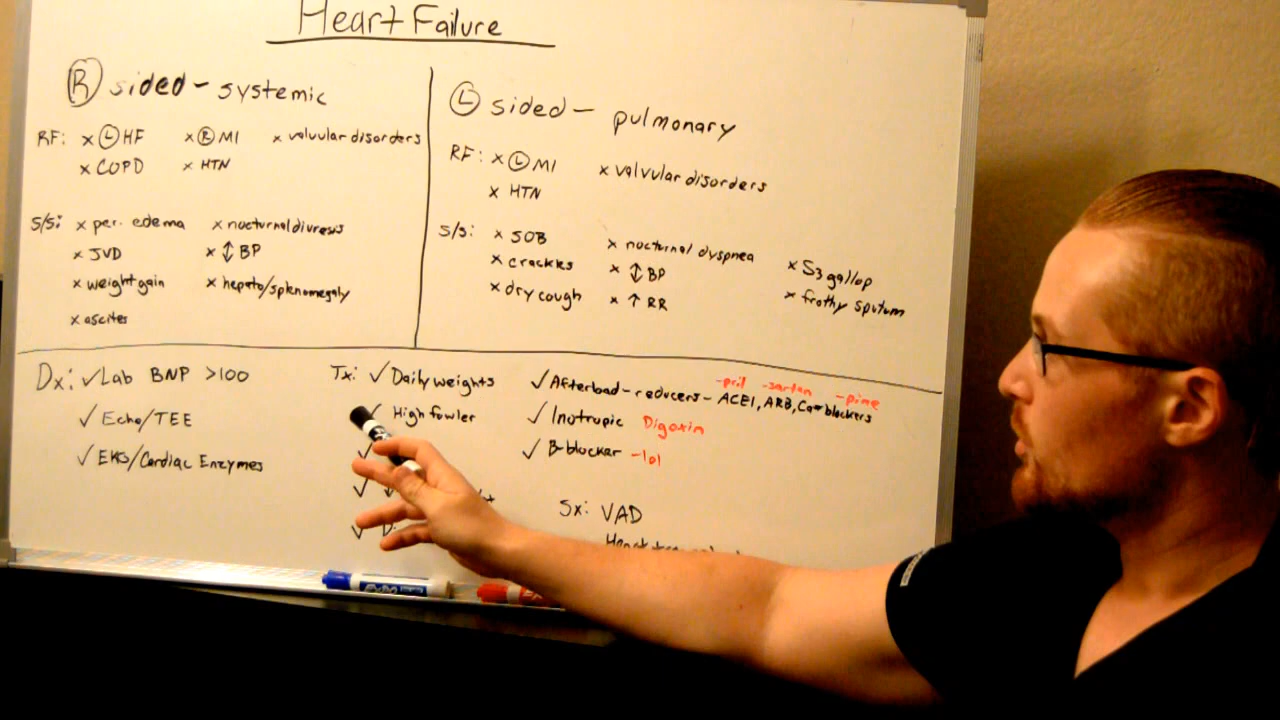 Heart Failure
Ⓡ sided - systemic
RF: x Ⓛ HF x Ⓡ MI x valvular disorders
x COPD x HTN
S/S: x per. edema x nocturnal diuresis
x JVD x ↕ BP
x weight gain x hepato/splenomegaly
x ascites
Ⓛ sided - pulmonary
RF: x Ⓛ MI x valvular disorders
x HTN
S/S: x SOB x nocturnal dyspnea x S3 gallop
x crackles x ↕ BP x frothy sputum
x dry cough x ↑ RR
Dx: ✓ Lab BNP >100
✓ Echo/TEE
✓ EKG/Cardiac Enzymes
Tx: ✓ Daily weights
✓ High fowler
✓
✓
✓
-pril -sartan -pine
✓ Afterload-reducers - ACEI, ARB, Ca++ blockers
✓ Inotropic Digoxin
✓ B-blocker -lol
Sx: VAD
EXPO